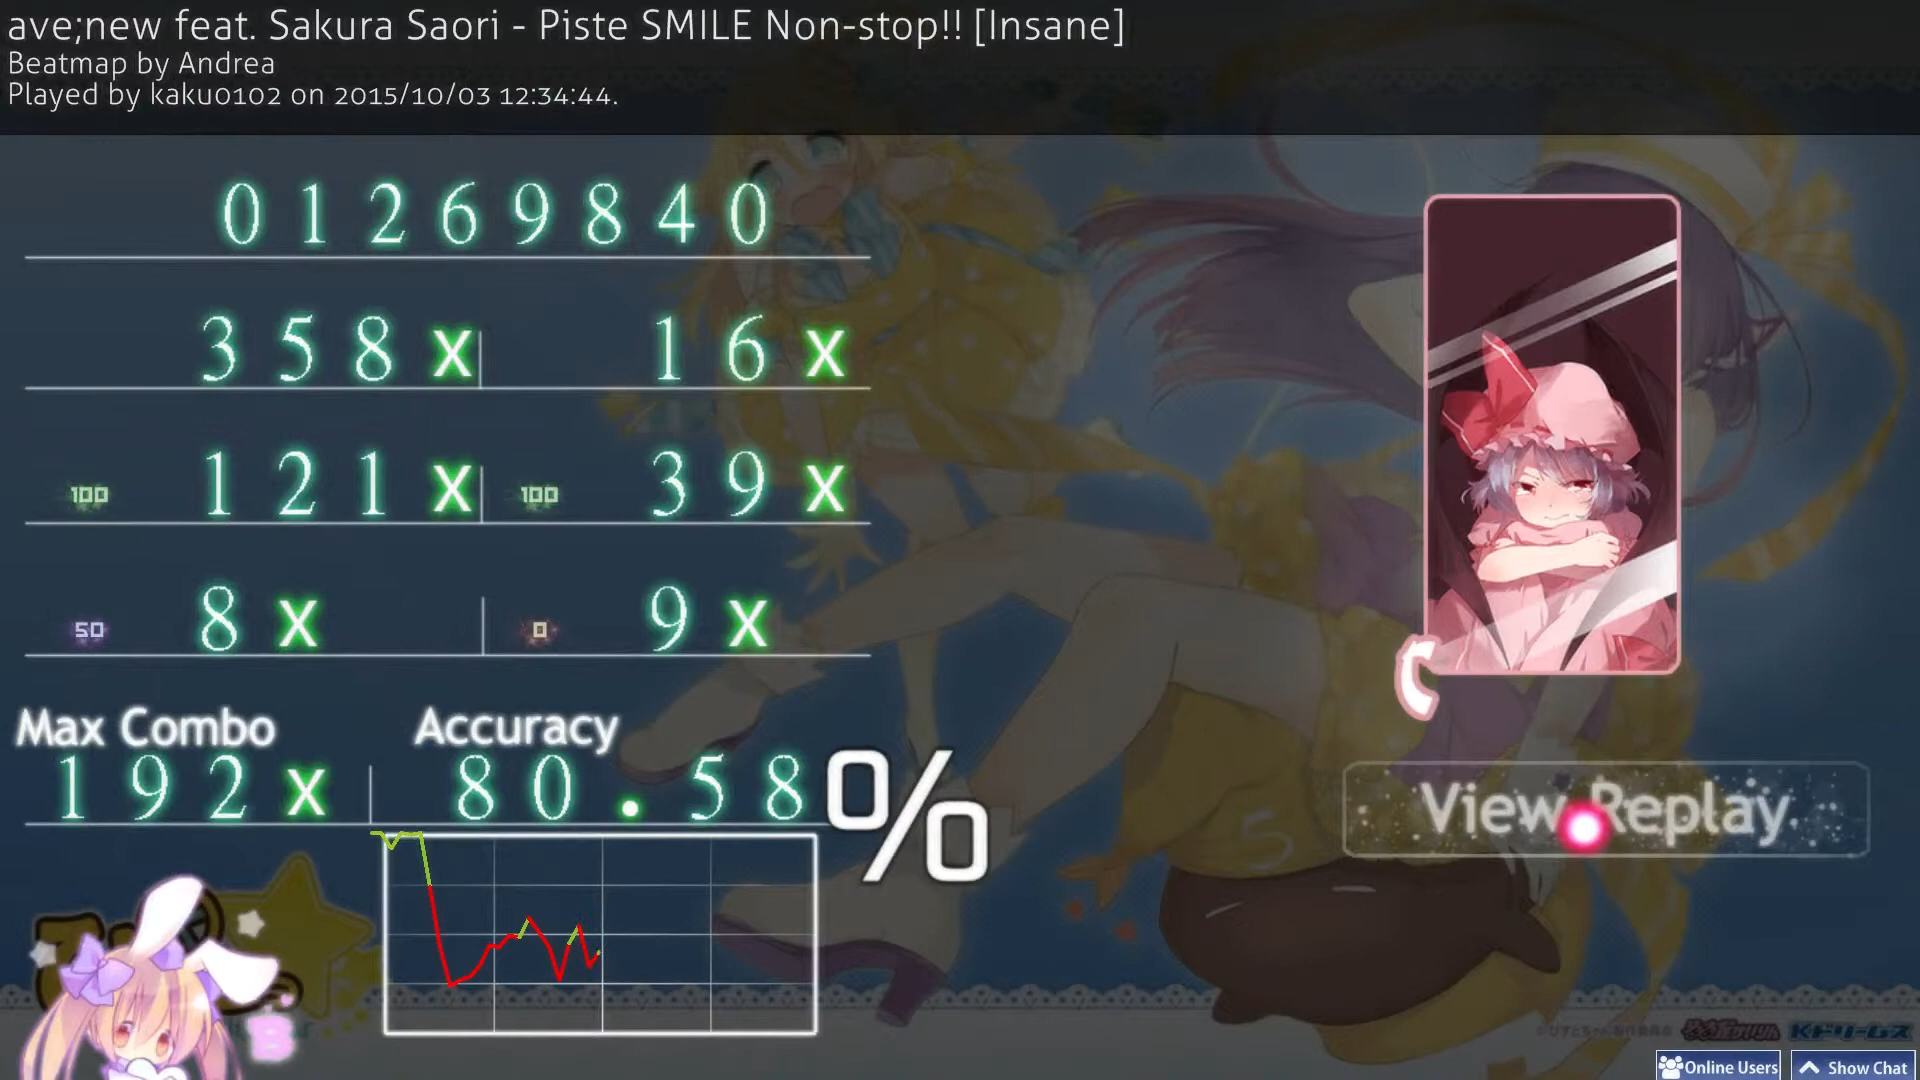 ave;new feat. Sakura Saori - Piste SMILE Non-stop!! [Insane]
Beatmap by Andrea
Played by kaku0102 on 2015/10/03 12:34:44.
01269840
358x 16x
100 121x 100 39x
50 8x 0 9x
Max Combo Accuracy
192x 80.58%
View Replay
Online Users Show Chat